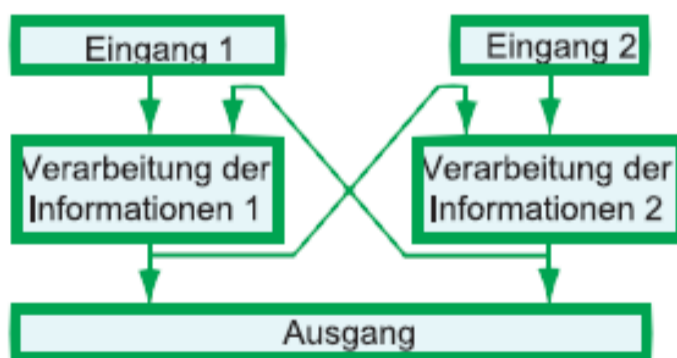 Eingang 1
Eingang 2
Verarbeitung der
Informationen 1
Verarbeitung der
Informationen 2
Ausgang